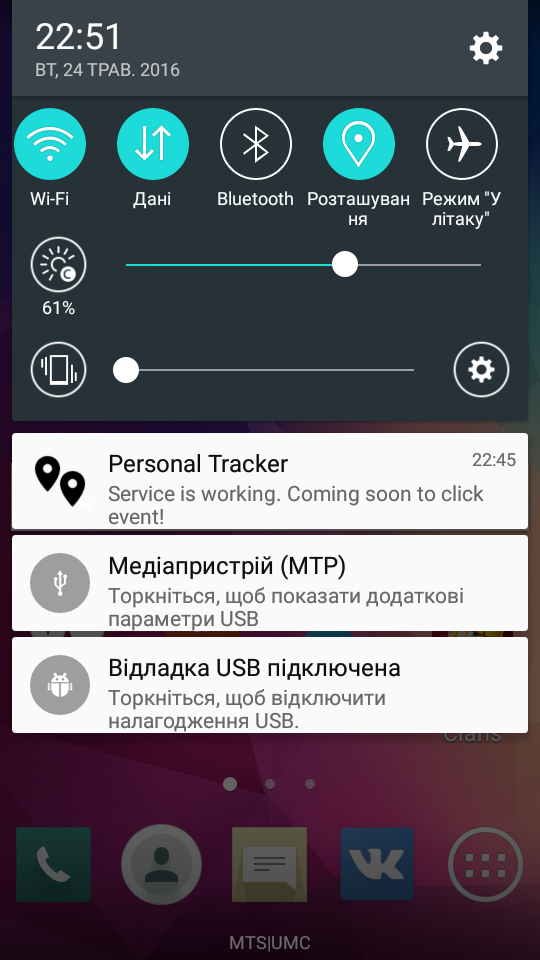 22:51
ВТ, 24 ТРАВ. 2016
Wi-Fi
Дані
Bluetooth
Розташуван
ня
Режим "У
літаку"
61%
Personal Tracker
22:45
Service is working. Coming soon to click
event!
Медіапристрій (MTP)
Торкніться, щоб показати додаткові
параметри USB
Відладка USB підключена
Торкніться, щоб відключити
налагодження USB.
Clans
MTS|UMC